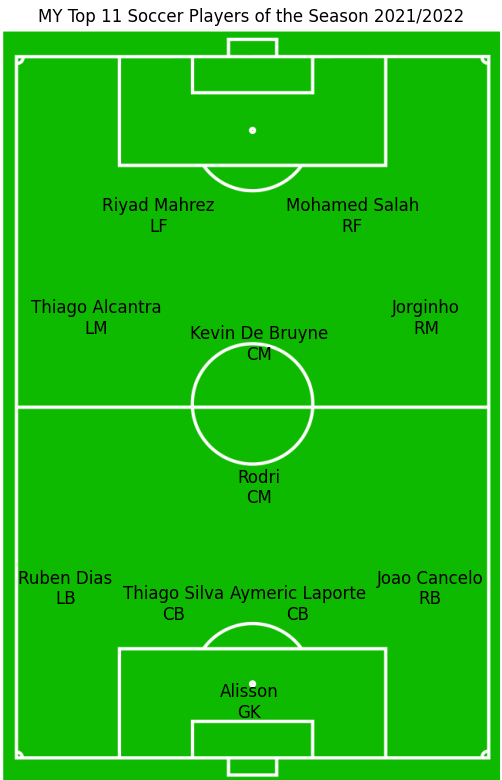 MY Top 11 Soccer Players of the Season 2021/2022
Riyad Mahrez
LF
Mohamed Salah
RF
Thiago Alcantra
LM
Kevin De Bruyne
CM
Jorginho
RM
Rodri
CM
Ruben Dias
LB
Thiago Silva
CB
Aymeric Laporte
CB
Joao Cancelo
RB
Alisson
GK